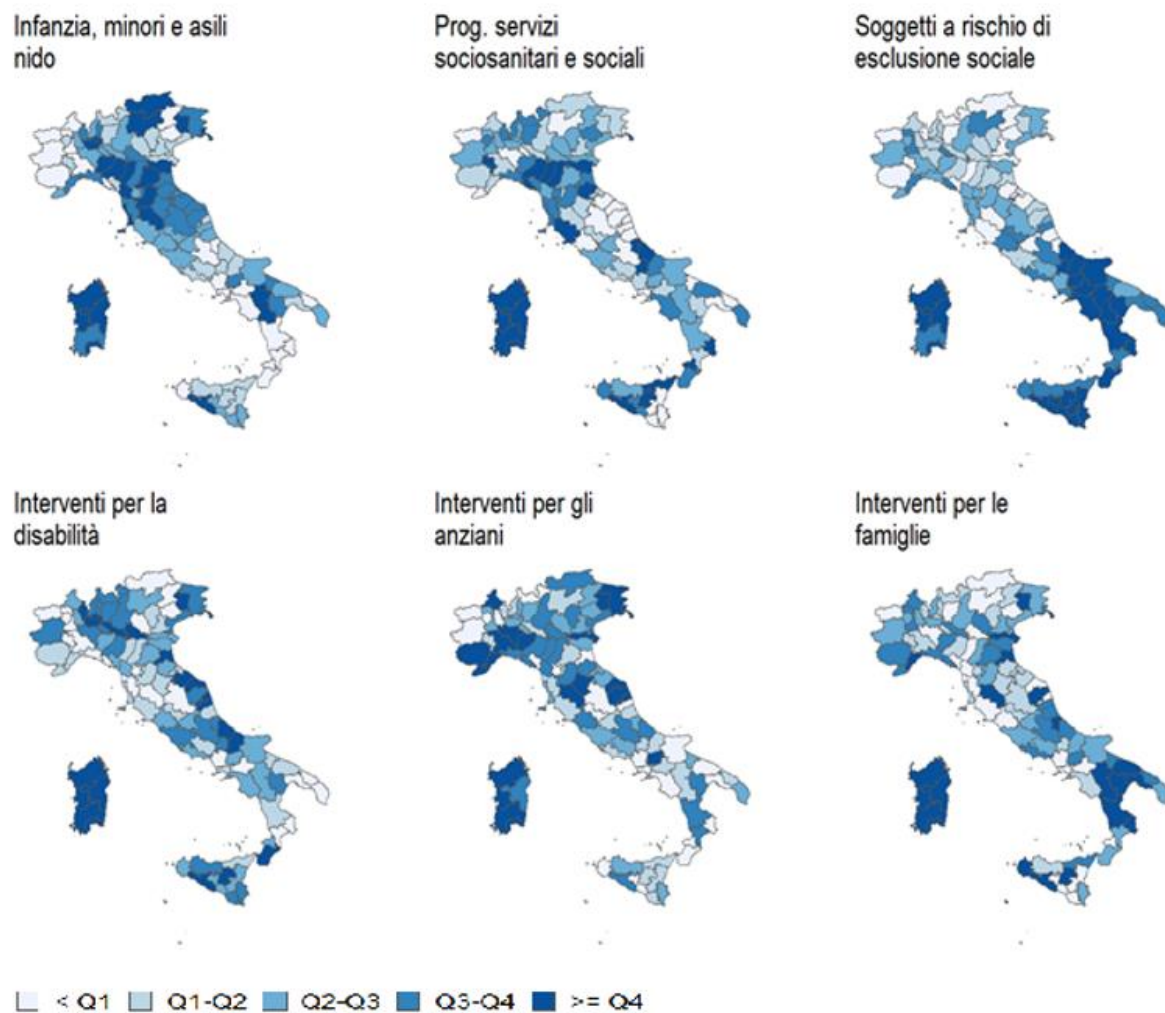 Infanzia, minori e asili
nido
Prog. servizi
sociosanitari e sociali
Soggetti a rischio di
esclusione sociale
Interventi per la
disabilità
Interventi per gli
anziani
Interventi per le
famiglie
< Q1 Q1-Q2 Q2-Q3 Q3-Q4 >= Q4